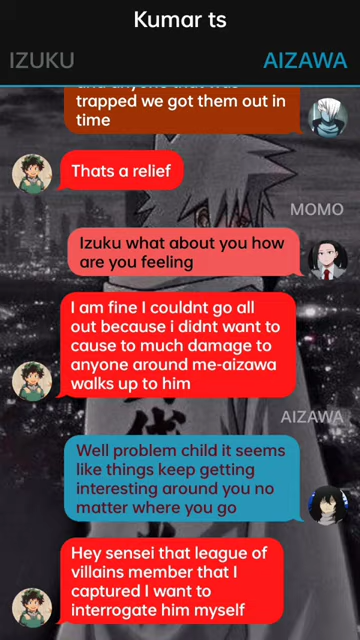 Kumar ts
IZUKU
AIZAWA
trapped we got them out in
time
Thats a relief
MOMO
Izuku what about you how
are you feeling
I am fine I couldnt go all
out because i didnt want to
cause to much damage to
anyone around me-aizawa
walks up to him
AIZAWA
Well problem child it seems
like things keep getting
interesting around you no
matter where you go
Hey sensei that league of
villains member that I
captured I want to
interrogate him myself